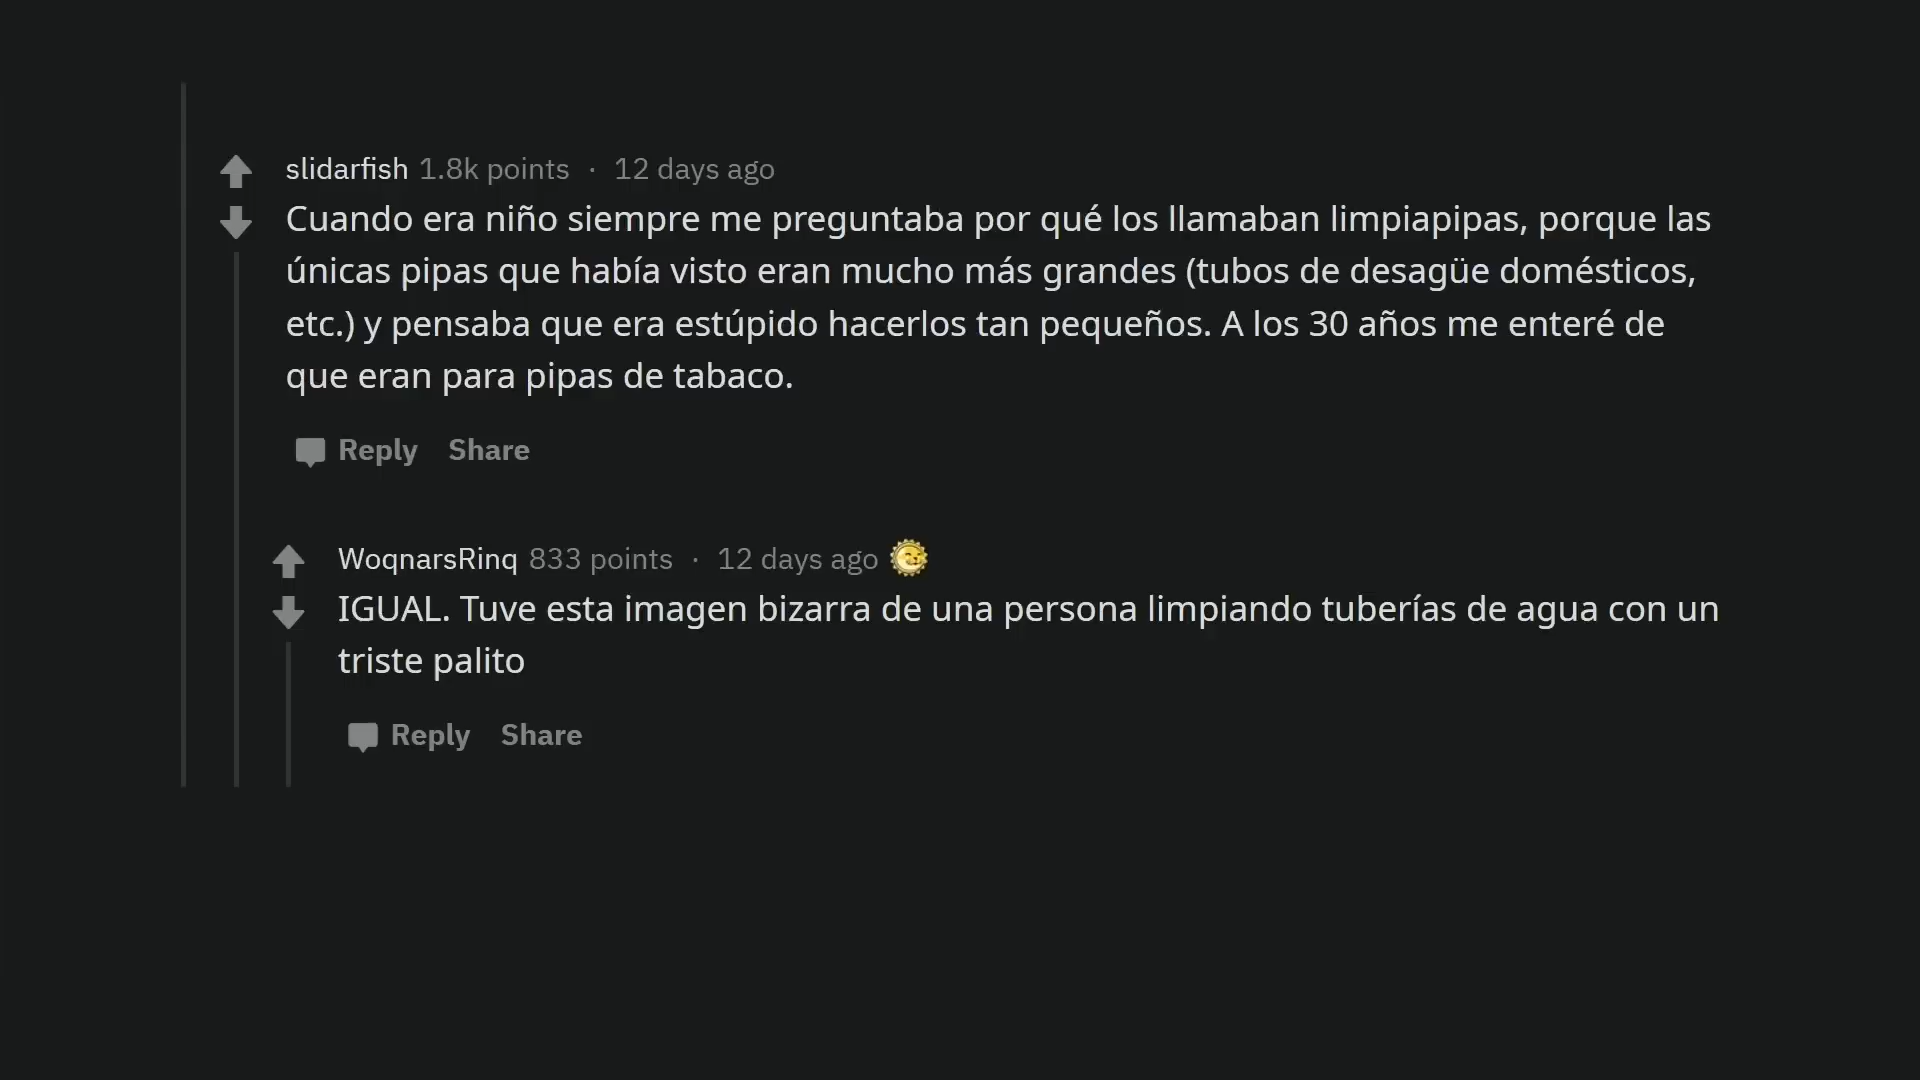 slidarfish 1.8k points · 12 days ago
Cuando era niño siempre me preguntaba por qué los llamaban limpiapipas, porque las
únicas pipas que había visto eran mucho más grandes (tubos de desagüe domésticos,
etc.) y pensaba que era estúpido hacerlos tan pequeños. A los 30 años me enteré de
que eran para pipas de tabaco.
Reply Share
WoqnarsRinq 833 points · 12 days ago
IGUAL. Tuve esta imagen bizarra de una persona limpiando tuberías de agua con un
triste palito
Reply Share